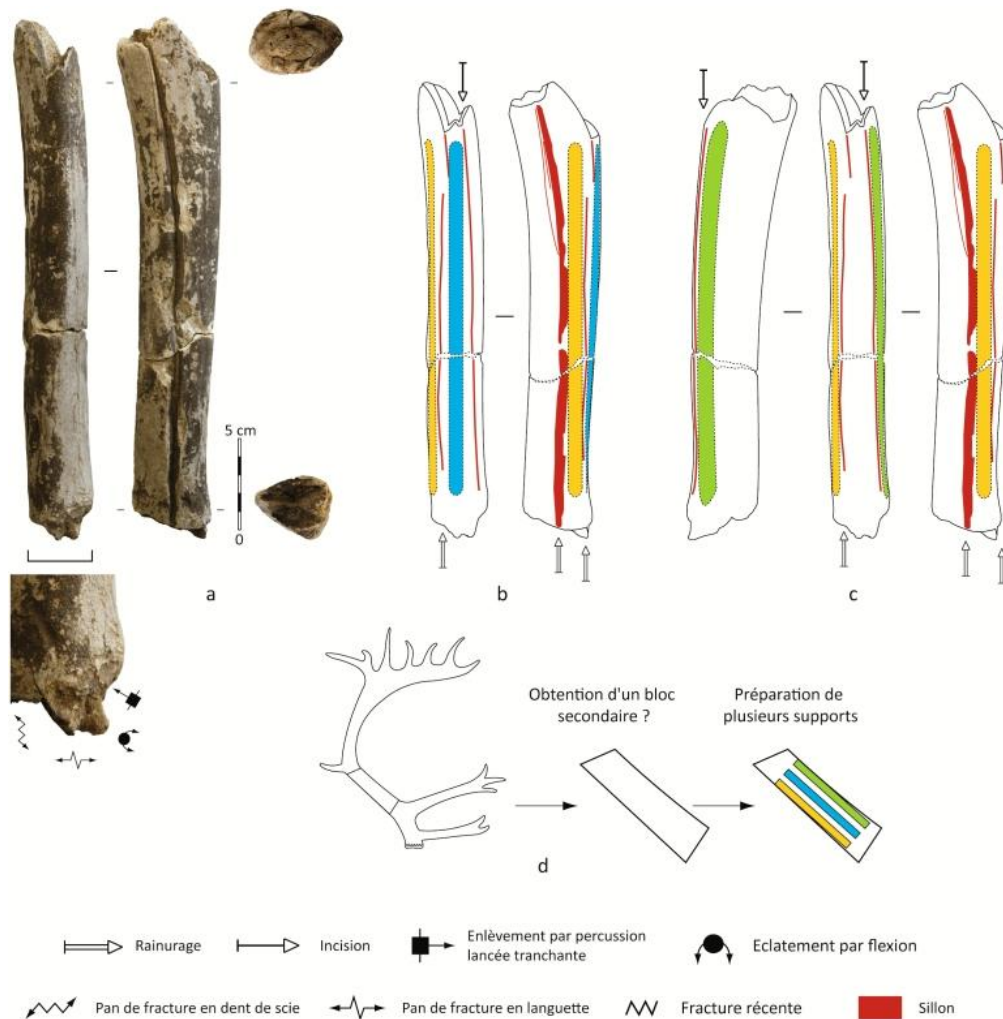 5 cm
0
a
b
c
Obtention d'un bloc
secondaire ?
Préparation de
plusieurs supports
d
Rainurage
Incision
Enlèvement par percussion
lancée tranchante
Eclatement par flexion
Pan de fracture en dent de scie
Pan de fracture en languette
Fracture récente
Sillon